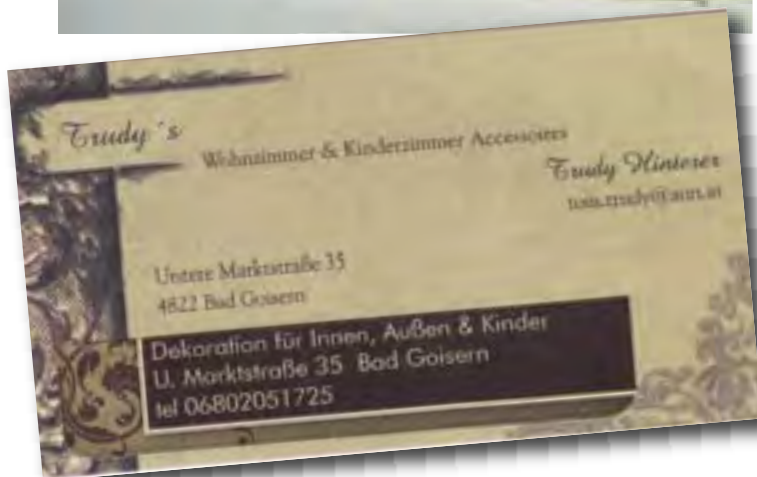 Trudy´s
Wohnzimmer & Kinderzimmer Accessoires
Trudy Hinterer
Untere Marktstraße 35
4822 Bad Goisern
Dekoration für Innen, Außen & Kinder
U. Marktstraße 35 Bad Goisern
tel 06802051725